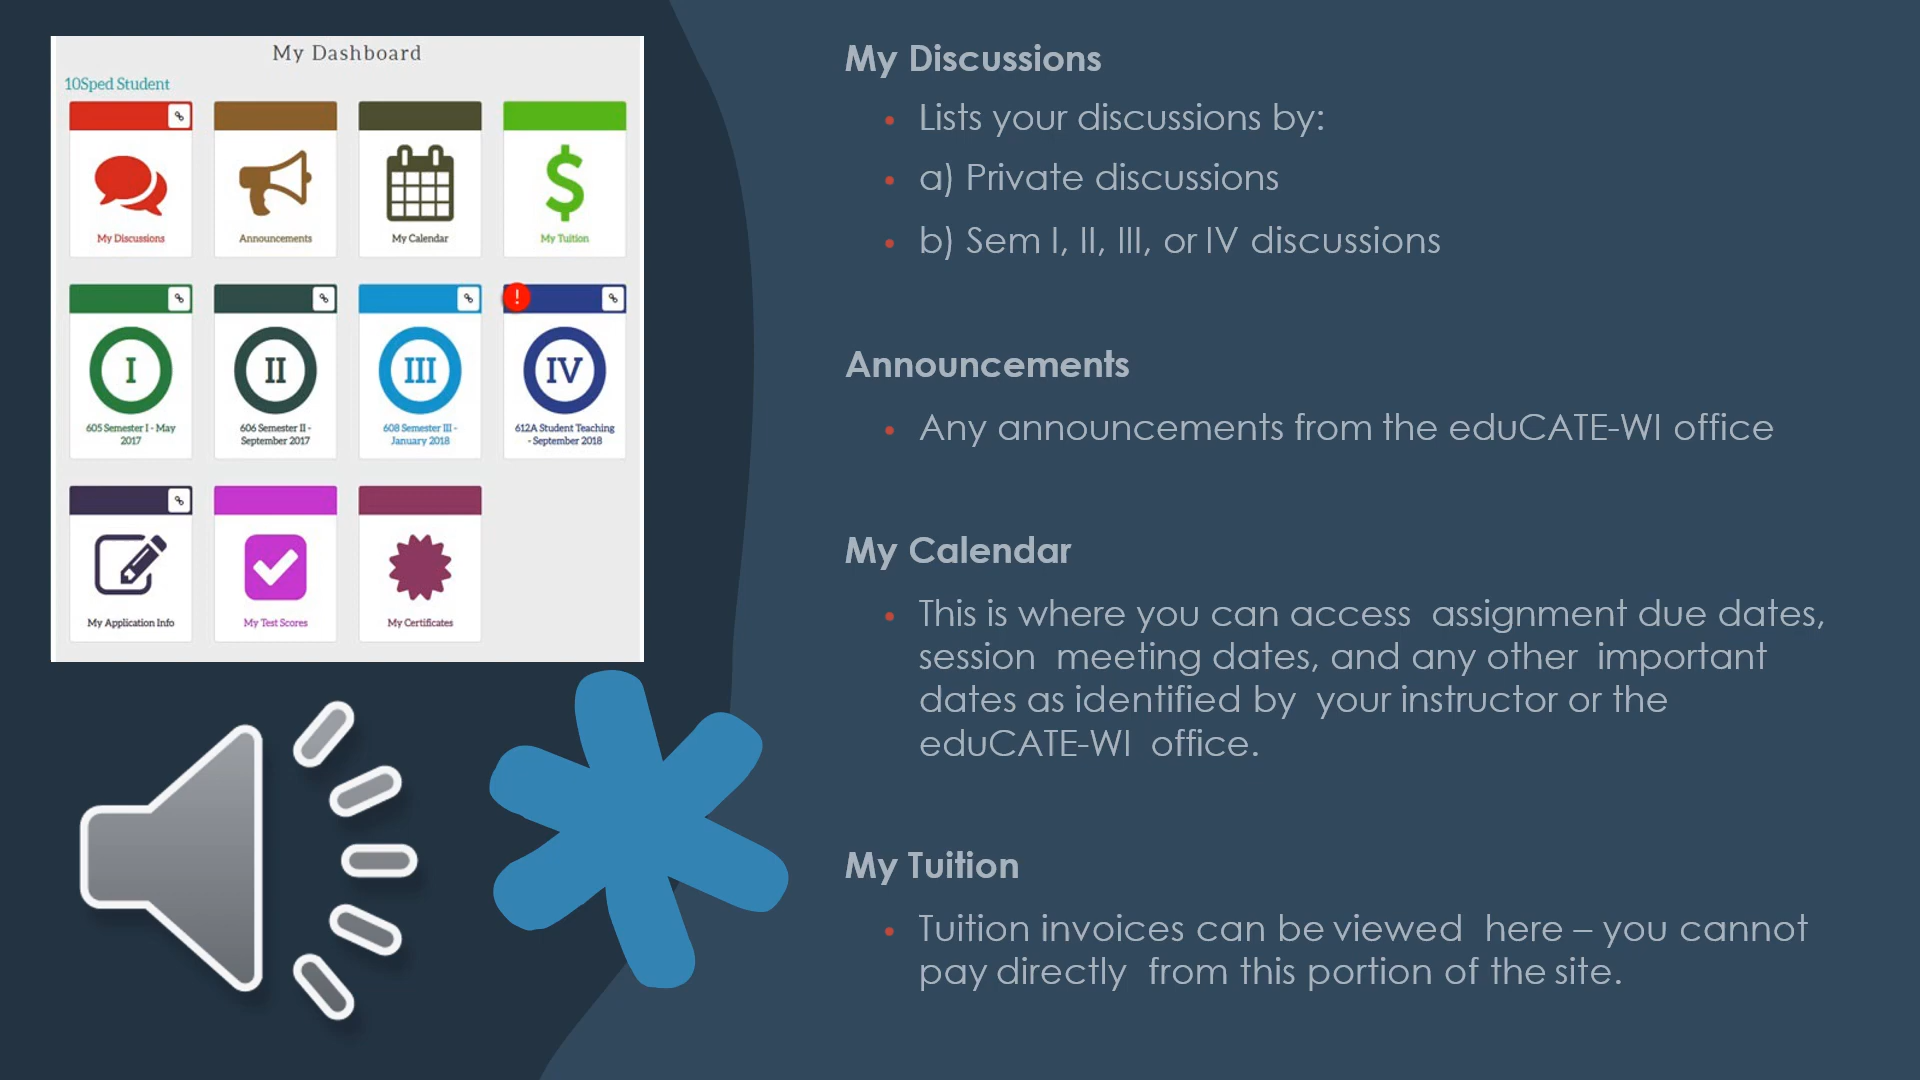 My Dashboard
10Sped Student
My Discussions
Announcements
My Calendar
My Tuition
!
I
II
III
IV
605 Semester I - May
2017
606 Semester II -
September 2017
608 Semester III -
January 2018
612A Student Teaching
- September 2018
My Application Info
My Test Scores
My Certificates
My Discussions
• Lists your discussions by:
• a) Private discussions
• b) Sem I, II, III, or IV discussions
Announcements
• Any announcements from the eduCATE-WI office
My Calendar
• This is where you can access assignment due dates,
session meeting dates, and any other important
dates as identified by your instructor or the
eduCATE-WI office.
My Tuition
• Tuition invoices can be viewed here – you cannot
pay directly from this portion of the site.